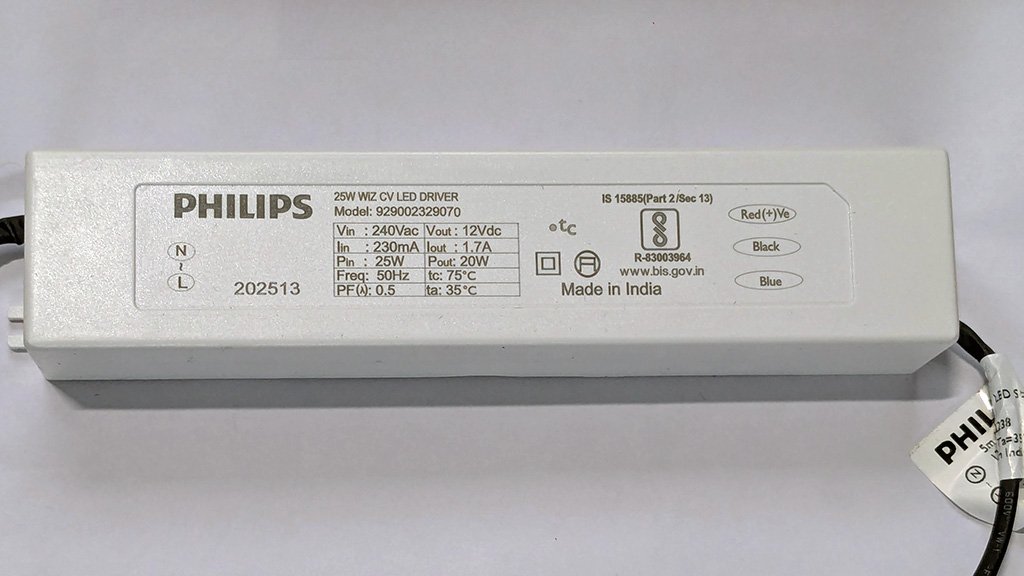 PHILIPS
N
~
L
202513
25W WIZ CV LED DRIVER
Model: 929002329070
Vin : 240Vac Vout : 12Vdc
Iin : 230mA Iout : 1.7A
Pin : 25W Pout: 20W
Freq: 50Hz tc: 75℃
PF(λ): 0.5 ta: 35℃
tc
IS 15885(Part 2/Sec 13)
R-83003964
www.bis.gov.in
Made in India
Red(+)Ve
Black
Blue
PHIL
N
~
600V